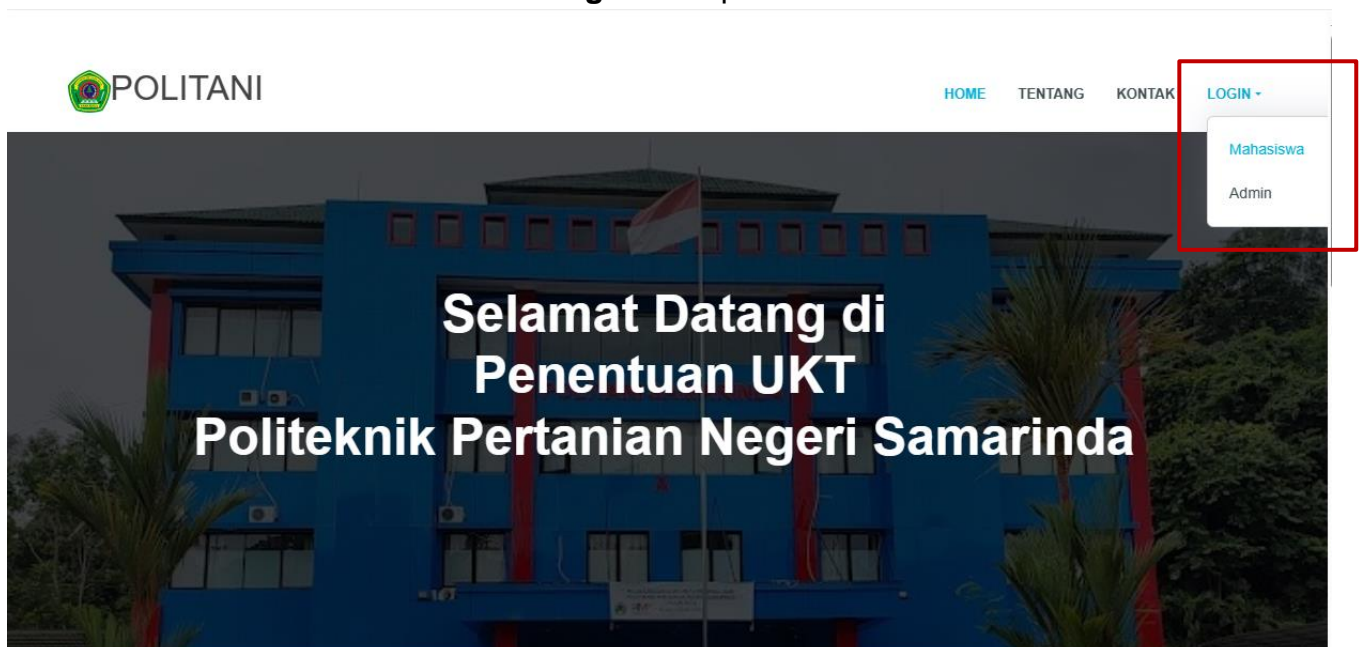 POLITANI
HOME TENTANG KONTAK LOGIN
Mahasiswa
Admin
Selamat Datang di
Penentuan UKT
Politeknik Pertanian Negeri Samarinda